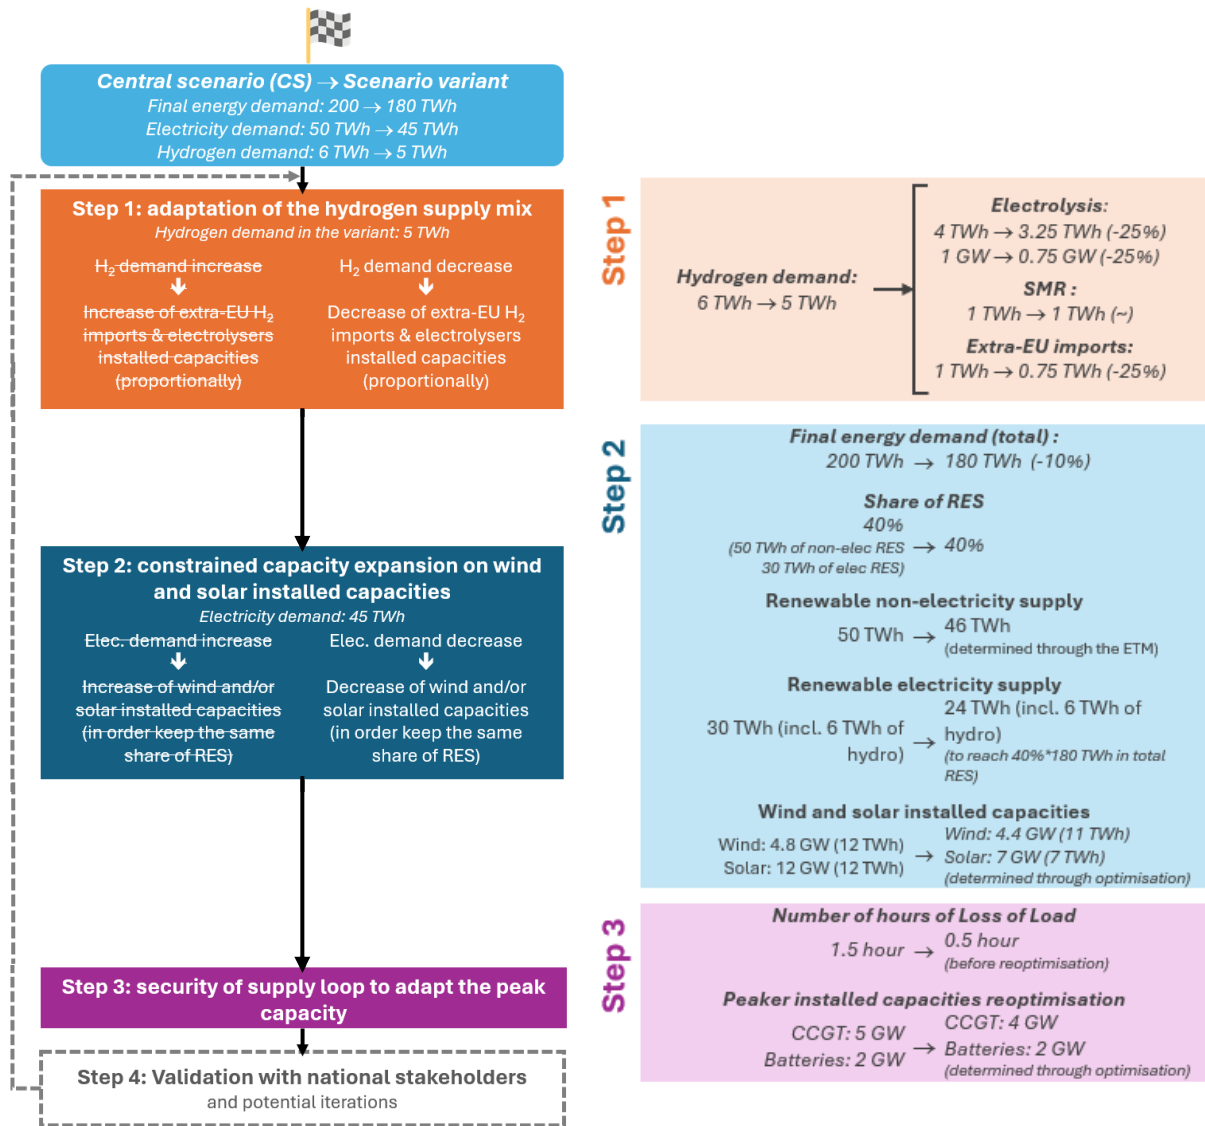 Central scenario (CS) → Scenario variant
Final energy demand: 200 → 180 TWh
Electricity demand: 50 TWh → 45 TWh
Hydrogen demand: 6 TWh → 5 TWh
Step 1: adaptation of the hydrogen supply mix
Hydrogen demand in the variant: 5 TWh
H₂ demand increase
Increase of extra-EU H₂
imports & electrolysers
installed capacities
(proportionally)
H₂ demand decrease
Decrease of extra-EU H₂
imports & electrolysers
installed capacities
(proportionally)
Step 2: constrained capacity expansion on wind
and solar installed capacities
Electricity demand: 45 TWh
Elec. demand increase
Increase of wind and/or
solar installed capacities
(in order keep the same
share of RES)
Elec. demand decrease
Decrease of wind and/or
solar installed capacities
(in order keep the same
share of RES)
Step 3: security of supply loop to adapt the peak
capacity
Step 4: Validation with national stakeholders
and potential iterations
Step 1
Hydrogen demand:
6 TWh → 5 TWh
Electrolysis:
4 TWh → 3.25 TWh (-25%)
1 GW → 0.75 GW (-25%)
SMR :
1 TWh → 1 TWh (~)
Extra-EU imports:
1 TWh → 0.75 TWh (-25%)
Step 2
Final energy demand (total) :
200 TWh → 180 TWh (-10%)
Share of RES
40%
(50 TWh of non-elec RES
30 TWh of elec RES)
→ 40%
Renewable non-electricity supply
50 TWh → 46 TWh
(determined through the ETM)
Renewable electricity supply
30 TWh (incl. 6 TWh of
hydro)
→ 24 TWh (incl. 6 TWh of
hydro)
(to reach 40%*180 TWh in total
RES)
Wind and solar installed capacities
Wind: 4.8 GW (12 TWh)
Solar: 12 GW (12 TWh)
→ Wind: 4.4 GW (11 TWh)
Solar: 7 GW (7 TWh)
(determined through optimisation)
Step 3
Number of hours of Loss of Load
1.5 hour → 0.5 hour
(before reoptimisation)
Peaker installed capacities reoptimisation
CCGT: 5 GW
Batteries: 2 GW
→ CCGT: 4 GW
Batteries: 2 GW
(determined through optimisation)